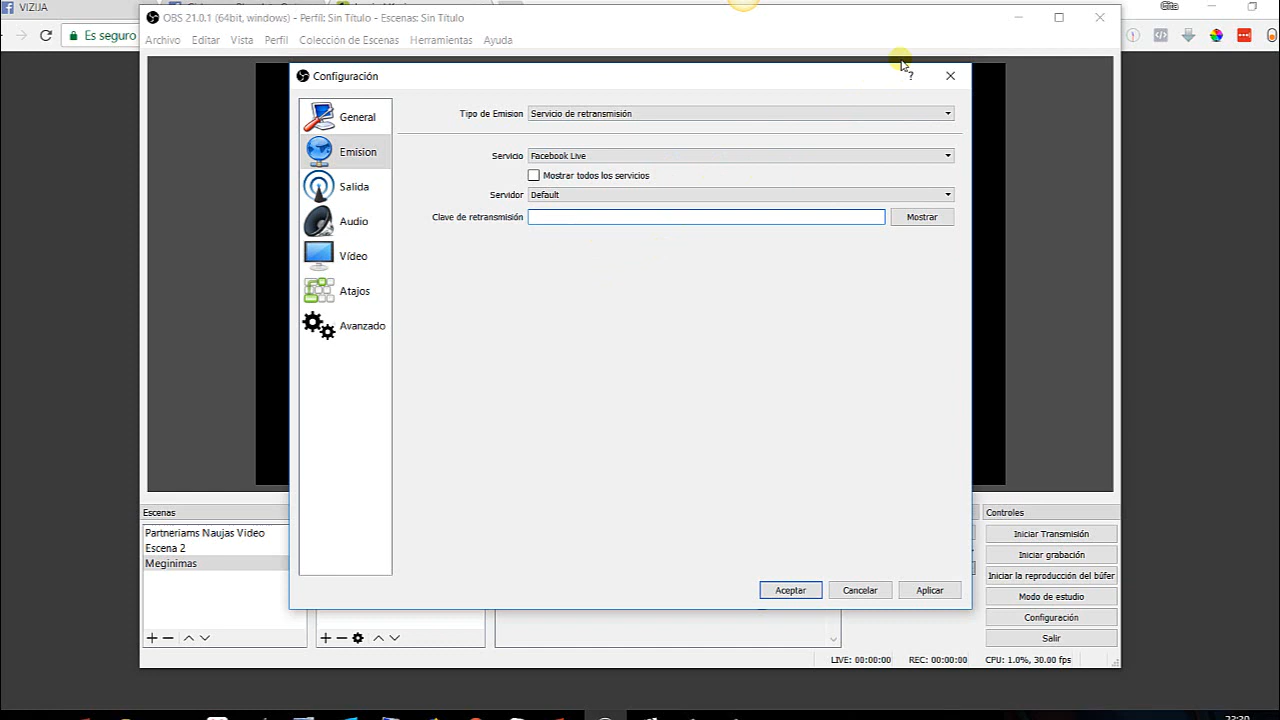 VIZIJA
Es seguro
Gita
OBS 21.0.1 (64bit, windows) - Perfil: Sin Título - Escenas: Sin Título
Archivo Editar Vista Perfil Colección de Escenas Herramientas Ayuda
Configuración
?
General
Emision
Salida
Audio
Vídeo
Atajos
Avanzado
Tipo de Emision Servicio de retransmisión
Servicio Facebook Live
Mostrar todos los servicios
Servidor Default
Clave de retransmisión Mostrar
Aceptar Cancelar Aplicar
Escenas
Partneriams Naujas Video
Escena 2
Meginimas
Controles
Iniciar Transmisión
Iniciar grabación
Iniciar la reproducción del búfer
Modo de estudio
Configuración
Salir
LIVE: 00:00:00 REC: 00:00:00 CPU: 1.0%, 30.00 fps